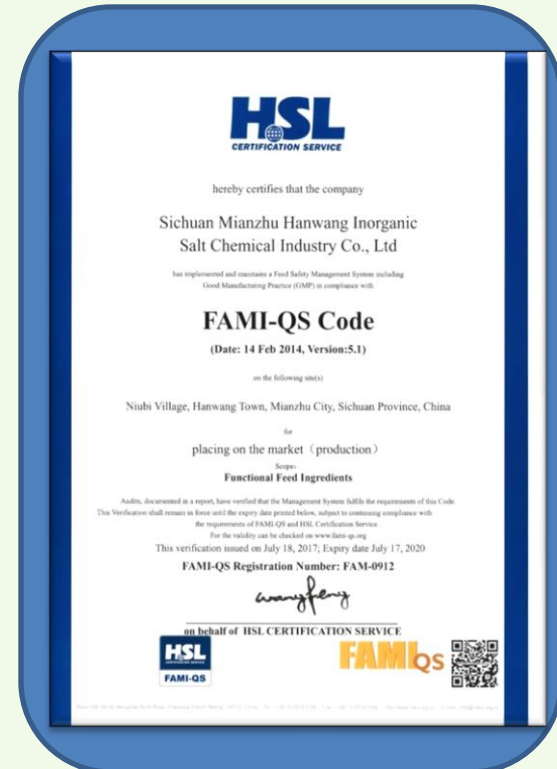 HSL
CERTIFICATION SERVICE
hereby certifies that the company
Sichuan Mianzhu Hanwang Inorganic
Salt Chemical Industry Co., Ltd
has implemented and maintains a Feed Safety Management System including
Good Manufacturing Practice (GMP) in compliance with
FAMI-QS Code
(Date: 14 Feb 2014, Version:5.1)
on the following site(s)
Niubi Village, Hanwang Town, Mianzhu City, Sichuan Province, China
for
placing on the market（production）
Scope:
Functional Feed Ingredients
Audits, documented in a report, have verified that the Management System fulfils the requirements of this Code.
This Verification shall remain in force until the expiry date printed below, subject to continuing compliance with
the requirements of FAMI-QS and HSL Certification Service
For the validity can be checked on www.fami-qs.org
This verification issued on July 18, 2017; Expiry date July 17, 2020
FAMI-QS Registration Number: FAM-0912
wangfeng
on behalf of HSL CERTIFICATION SERVICE
HSL
CERTIFICATION SERVICE
FAMI-QS
FAMI QS